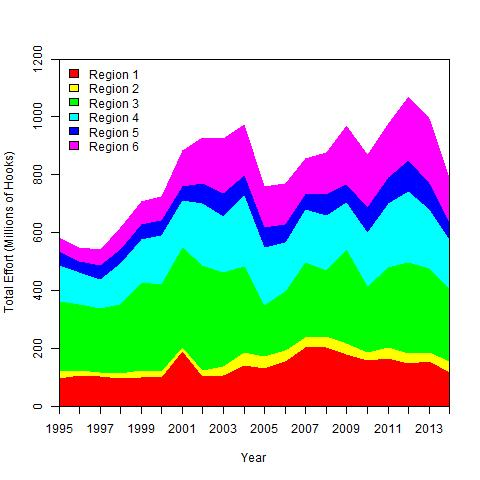 Total Effort (Millions of Hooks)
1200
1000
800
600
400
200
0
Region 1
Region 2
Region 3
Region 4
Region 5
Region 6
1995 1997 1999 2001 2003 2005 2007 2009 2011 2013
Year